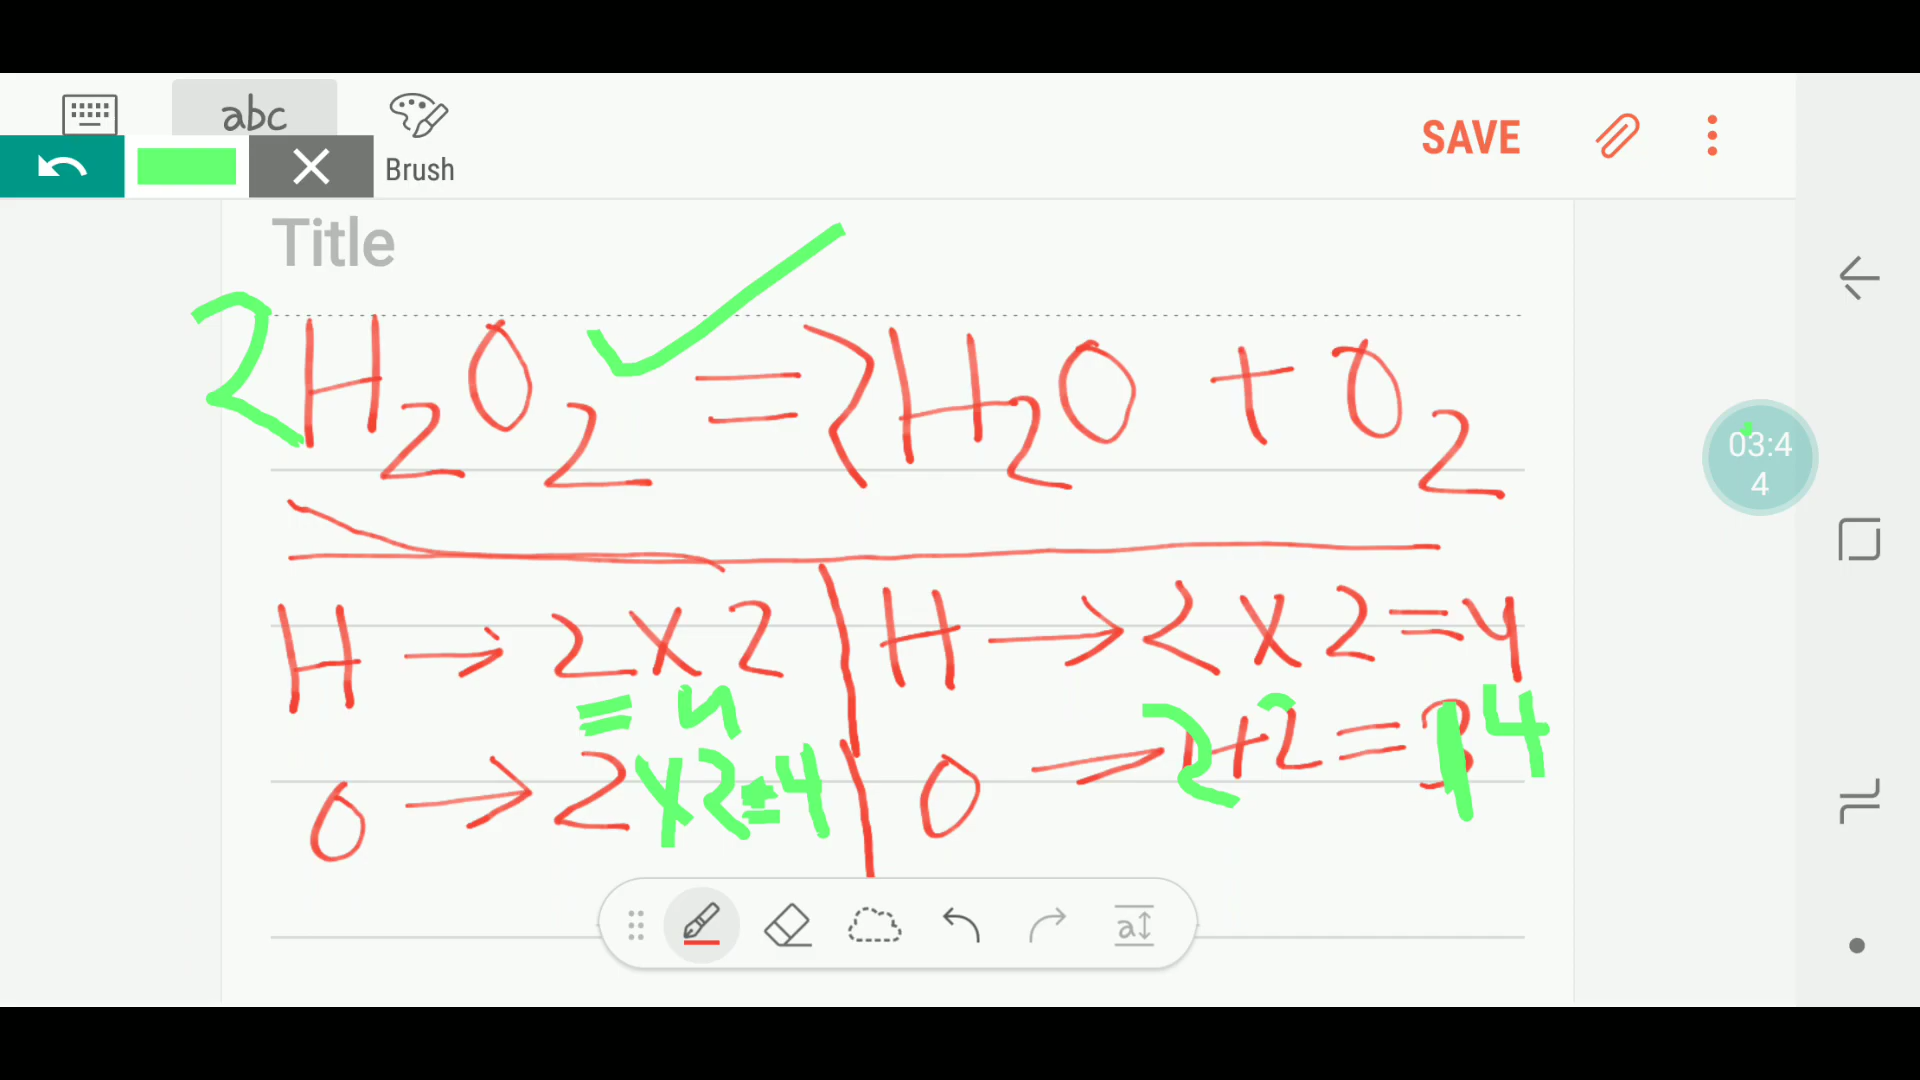 abc
SAVE
Brush
Title
2H2O2 = 2H2O + O2
H → 2x2 = 4
H → 2x2 = 4
O → 2x2=4
O → 2+2 = 4
03:4
4
a